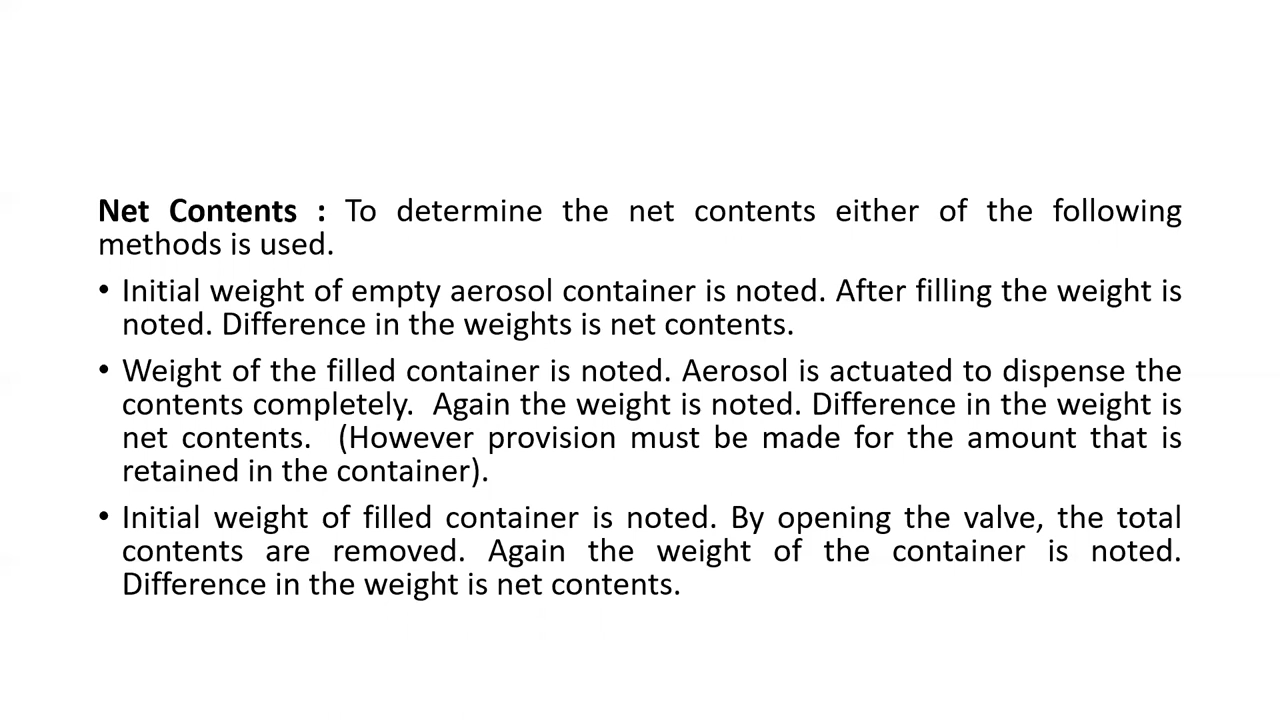 Net Contents : To determine the net contents either of the following
methods is used.
• Initial weight of empty aerosol container is noted. After filling the weight is
noted. Difference in the weights is net contents.
• Weight of the filled container is noted. Aerosol is actuated to dispense the
contents completely.  Again the weight is noted. Difference in the weight is
net contents.  (However provision must be made for the amount that is
retained in the container).
• Initial weight of filled container is noted. By opening the valve, the total
contents are removed. Again the weight of the container is noted.
Difference in the weight is net contents.